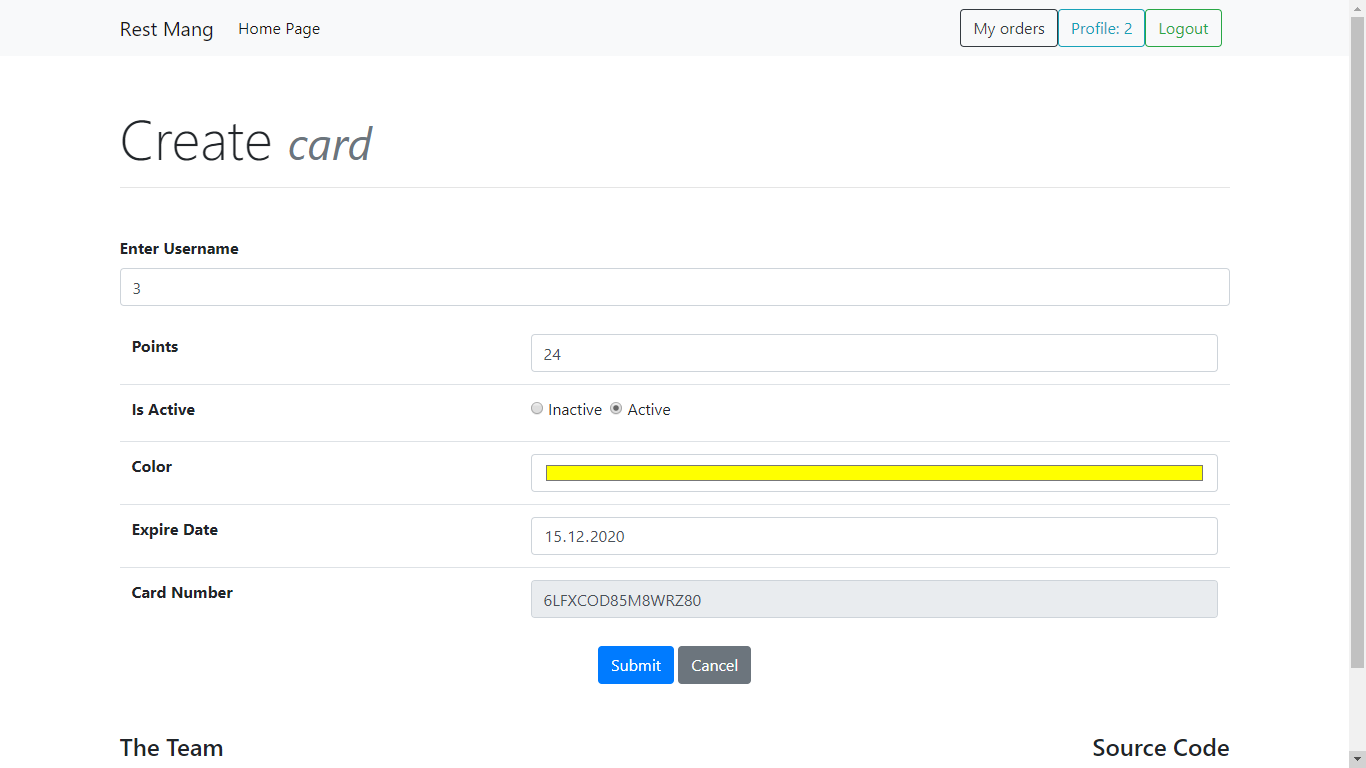 Rest Mang Home Page My orders Profile: 2 Logout
Create card
Enter Username
3
Points 24
Is Active Inactive Active
Color
Expire Date 15.12.2020
Card Number 6LFXCOD85M8WRZ80
Submit Cancel
The Team Source Code